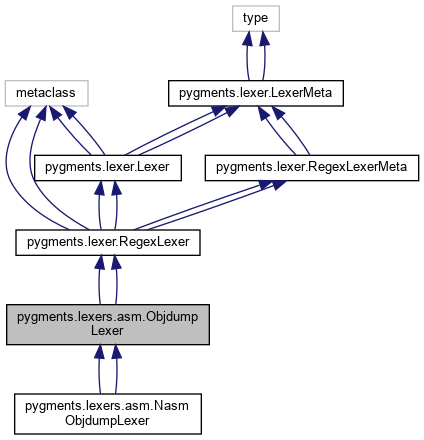 type
metaclass
pygments.lexer.LexerMeta
pygments.lexer.Lexer
pygments.lexer.RegexLexerMeta
pygments.lexer.RegexLexer
pygments.lexers.asm.Objdump
Lexer
pygments.lexers.asm.Nasm
ObjdumpLexer